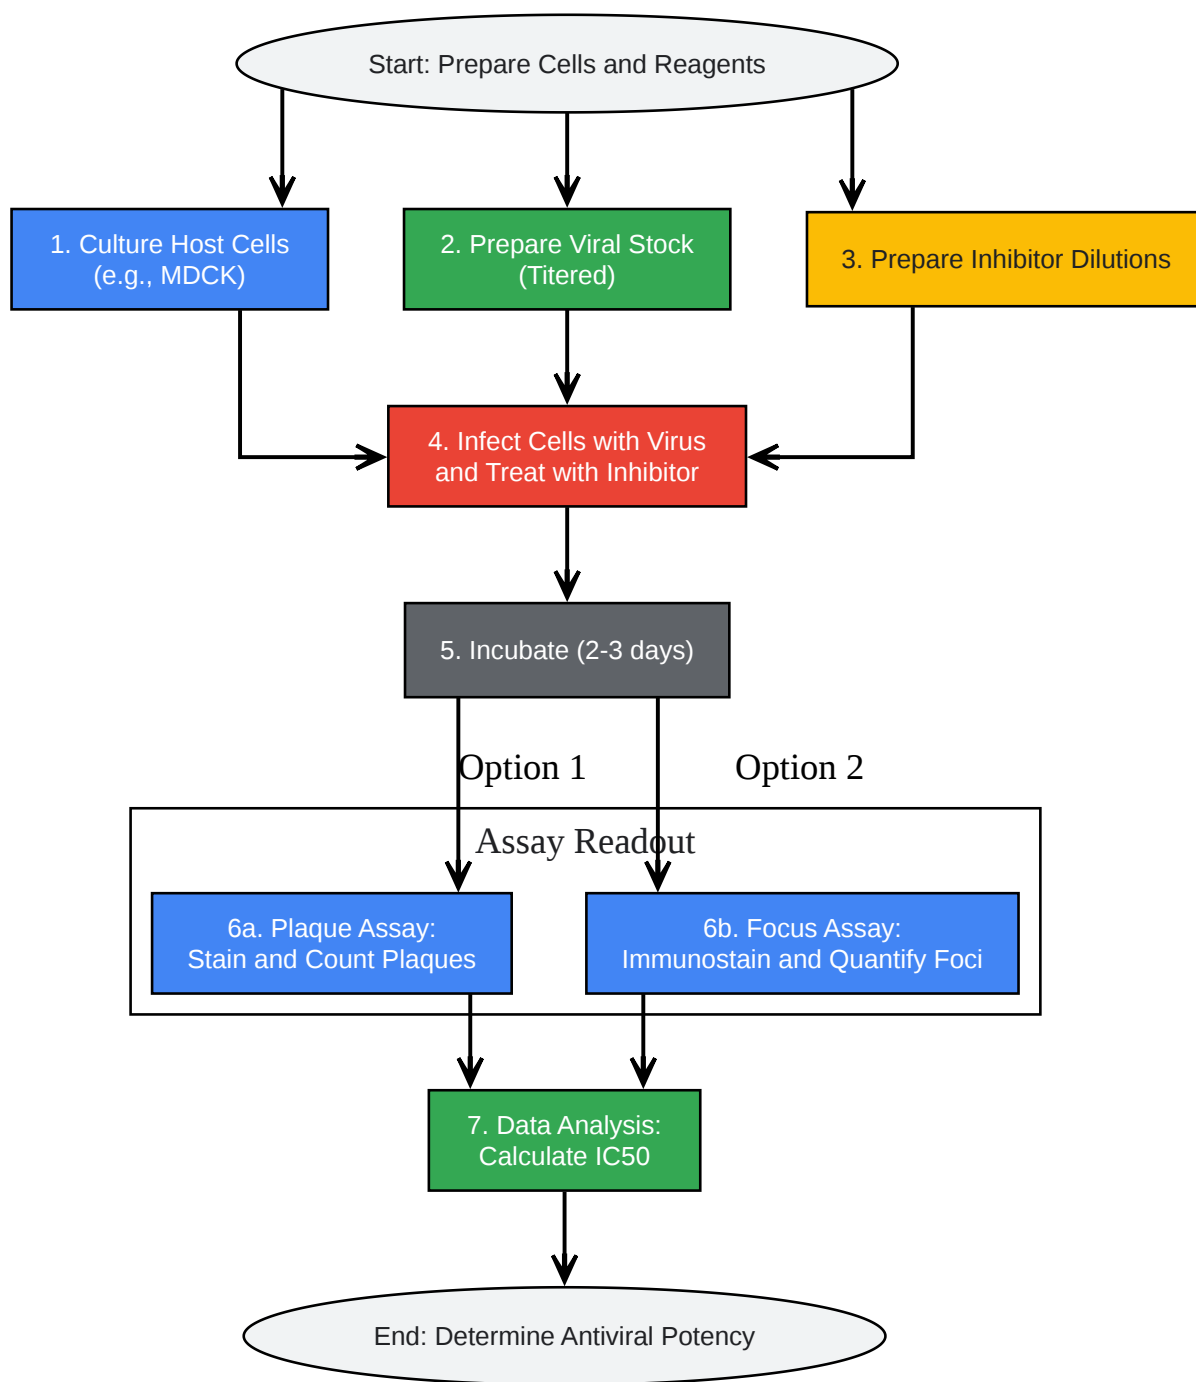 Start: Prepare Cells and Reagents
1. Culture Host Cells
(e.g., MDCK)
2. Prepare Viral Stock
(Titered)
3. Prepare Inhibitor Dilutions
4. Infect Cells with Virus
and Treat with Inhibitor
5. Incubate (2-3 days)
Option 1
Option 2
Assay Readout
6a. Plaque Assay:
Stain and Count Plaques
6b. Focus Assay:
Immunostain and Quantify Foci
7. Data Analysis:
Calculate IC50
End: Determine Antiviral Potency